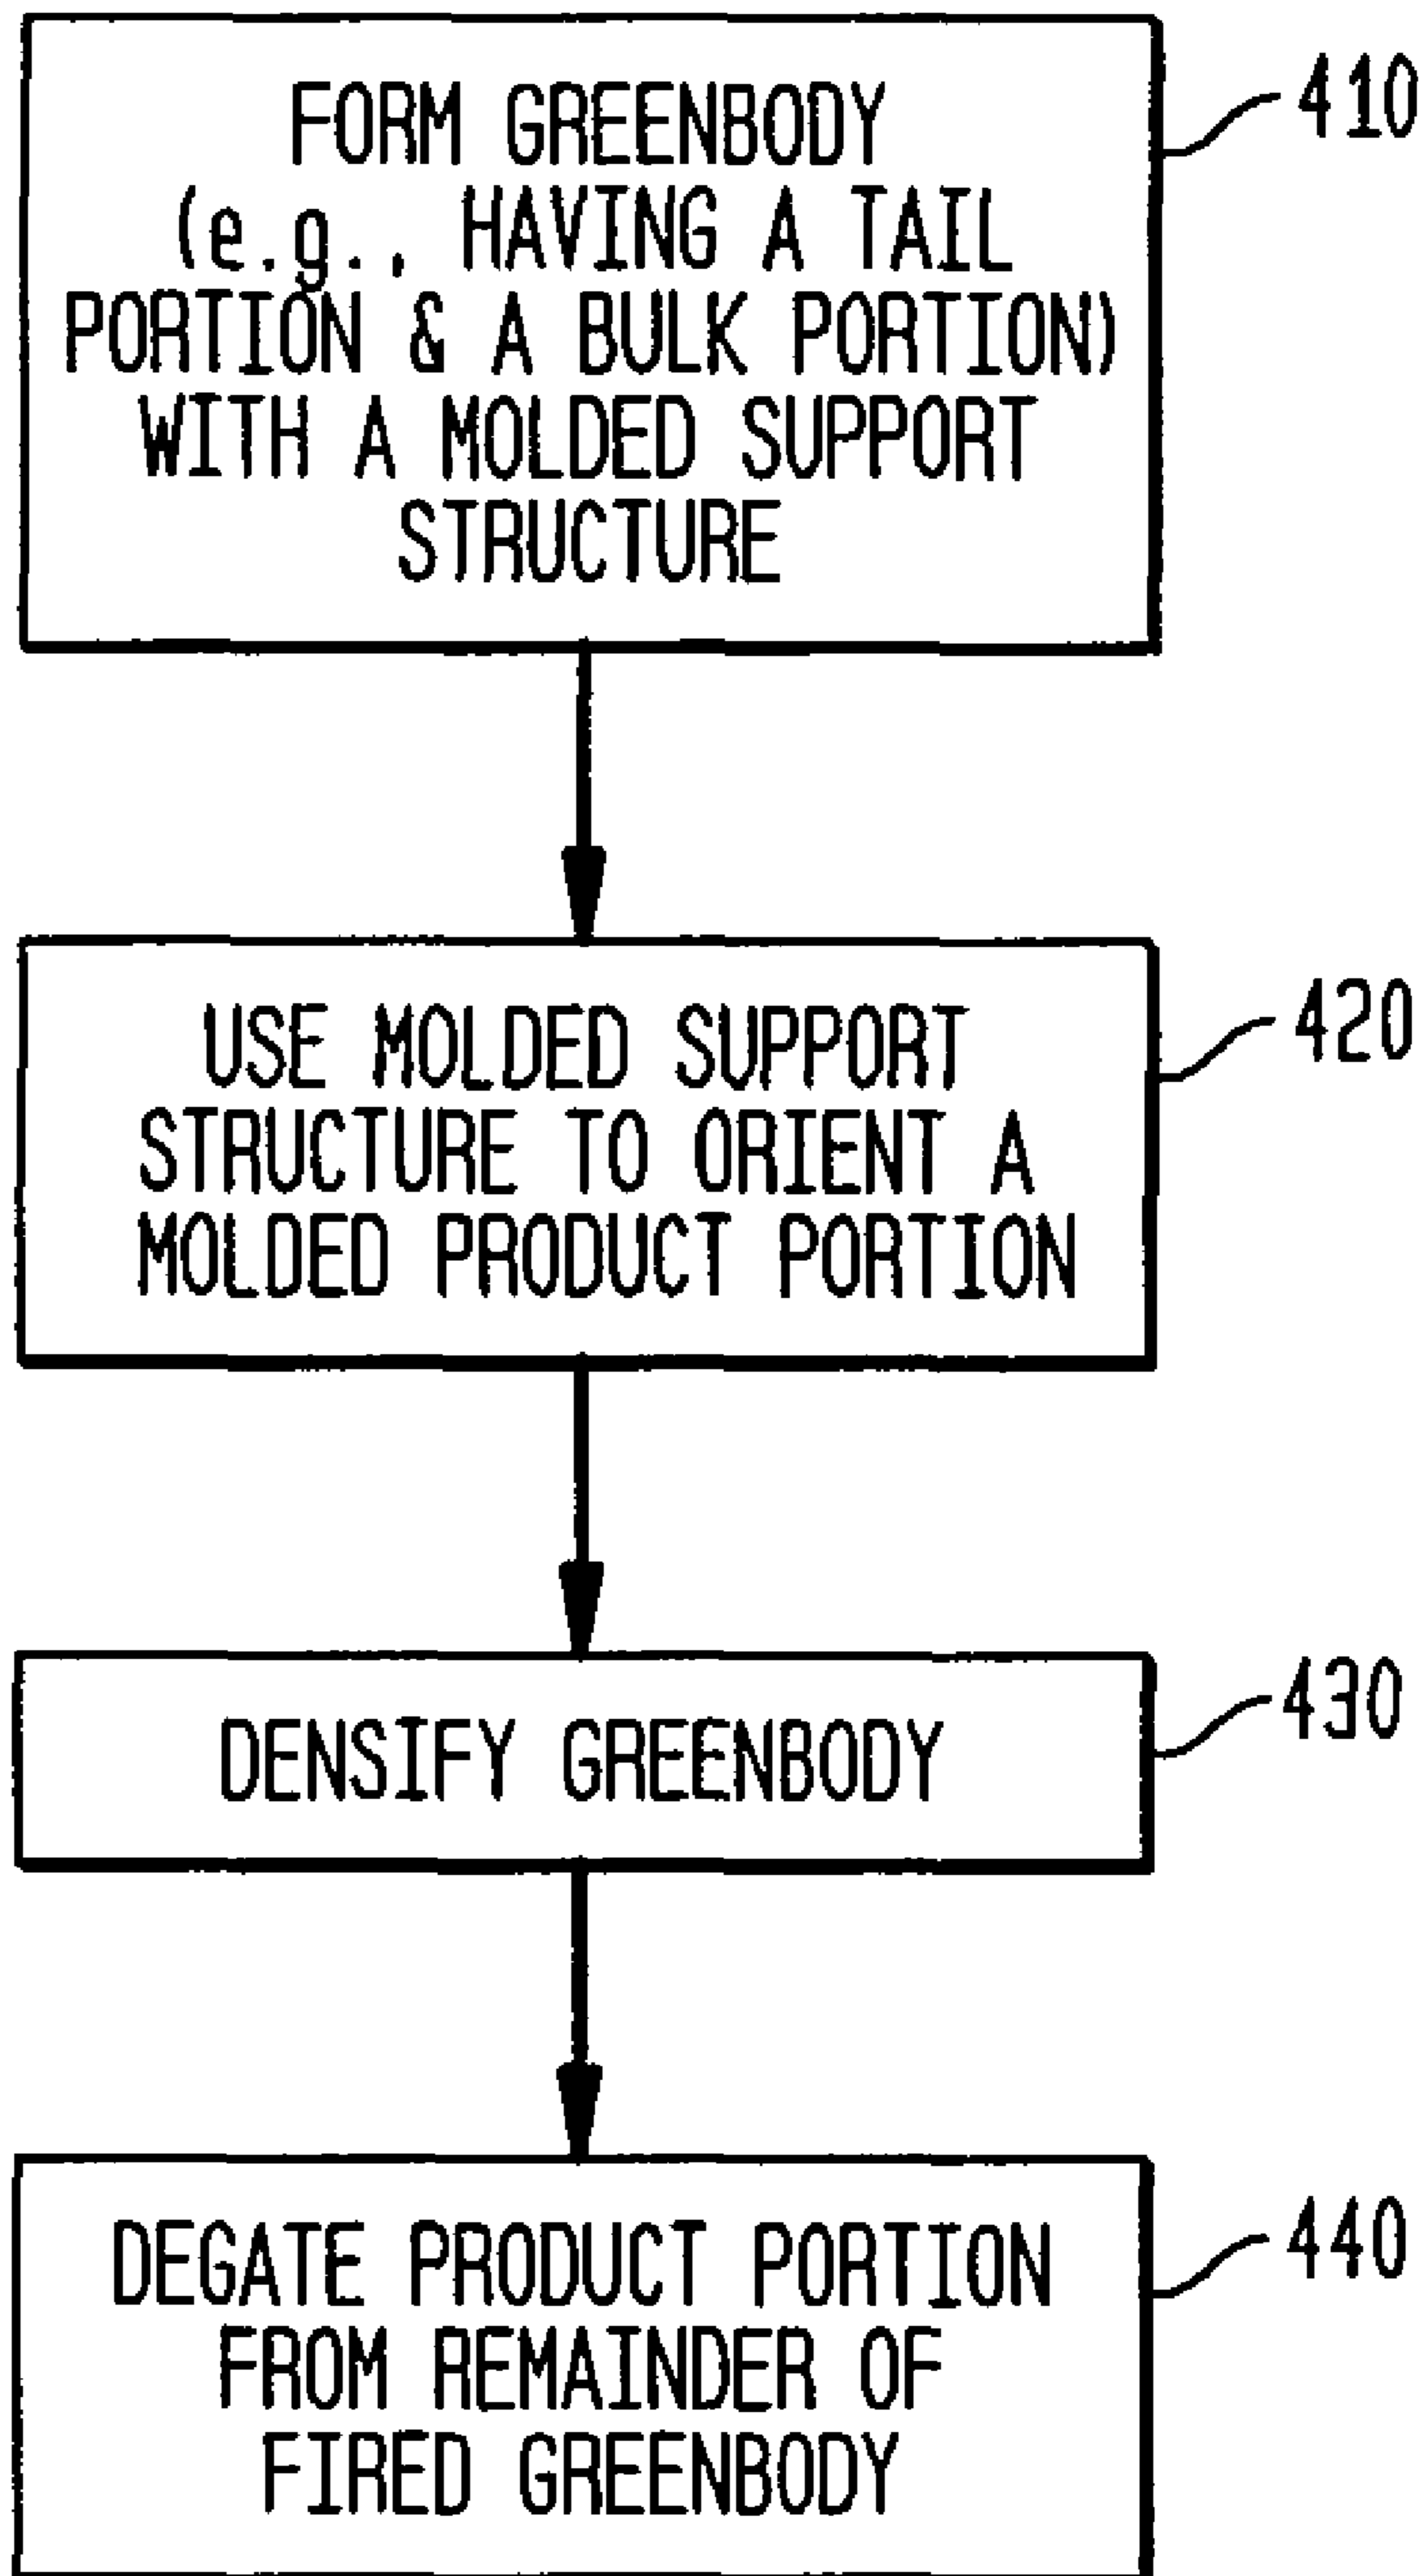 FORM GREENBODY
(e.g., HAVING A TAIL
PORTION & A BULK PORTION)
WITH A MOLDED SUPPORT
STRUCTURE
410
USE MOLDED SUPPORT
STRUCTURE TO ORIENT A
MOLDED PRODUCT PORTION
420
DENSIFY GREENBODY
430
DEGATE PRODUCT PORTION
FROM REMAINDER OF
FIRED GREENBODY
440